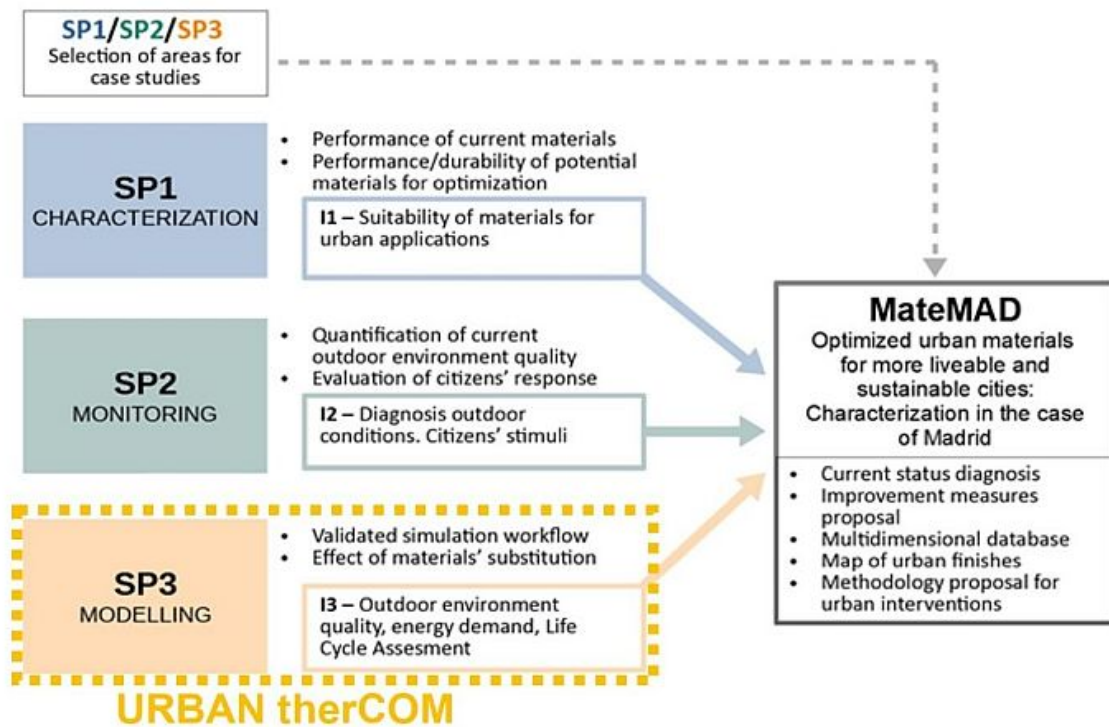 SP1/SP2/SP3
Selection of areas for
case studies
SP1
CHARACTERIZATION
• Performance of current materials
• Performance/durability of potential
materials for optimization
I1 – Suitability of materials for
urban applications
SP2
MONITORING
• Quantification of current
outdoor environment quality
• Evaluation of citizens’ response
I2 – Diagnosis outdoor
conditions. Citizens’ stimuli
SP3
MODELLING
• Validated simulation workflow
• Effect of materials’ substitution
I3 – Outdoor environment
quality, energy demand, Life
Cycle Assesment
URBAN therCOM
MateMAD
Optimized urban materials
for more liveable and
sustainable cities:
Characterization in the case
of Madrid
• Current status diagnosis
• Improvement measures
proposal
• Multidimensional database
• Map of urban finishes
• Methodology proposal for
urban interventions